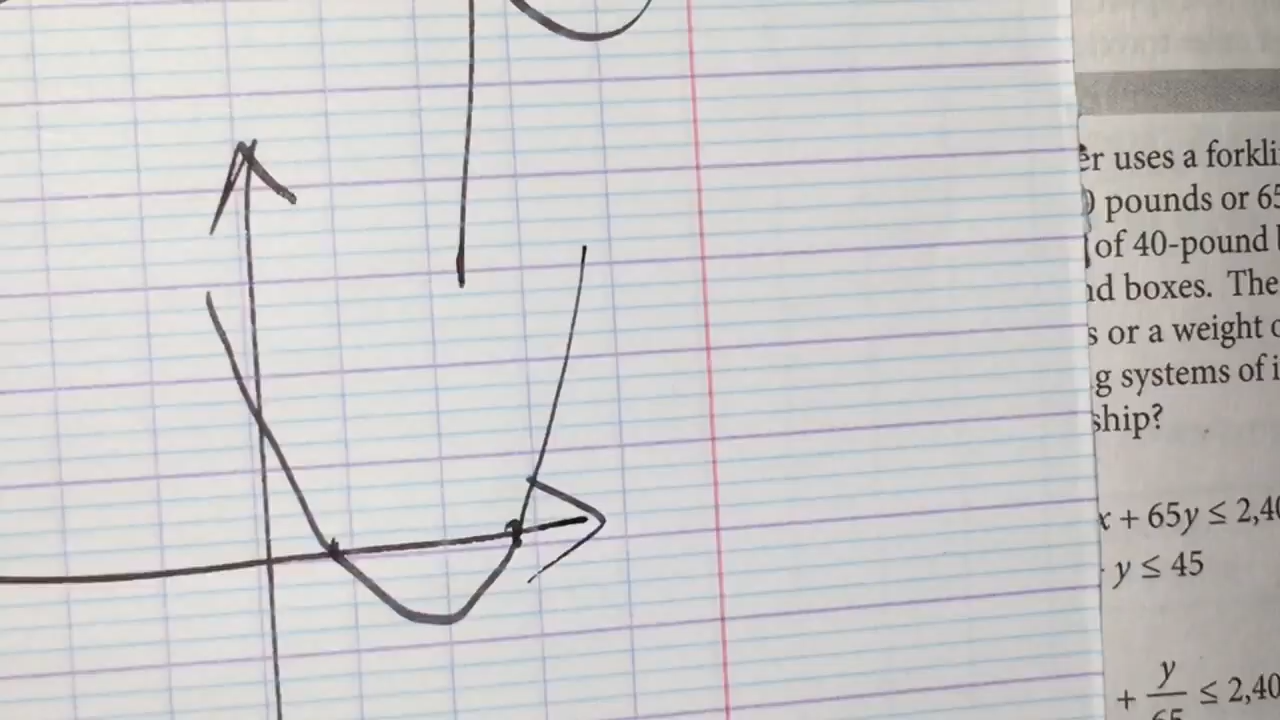 er uses a forkli
) pounds or 65
of 40-pound
nd boxes. The
s or a weight
g systems of i
ship?
x + 65y ≤ 2,40
y ≤ 45
+ y/65 ≤ 2,40